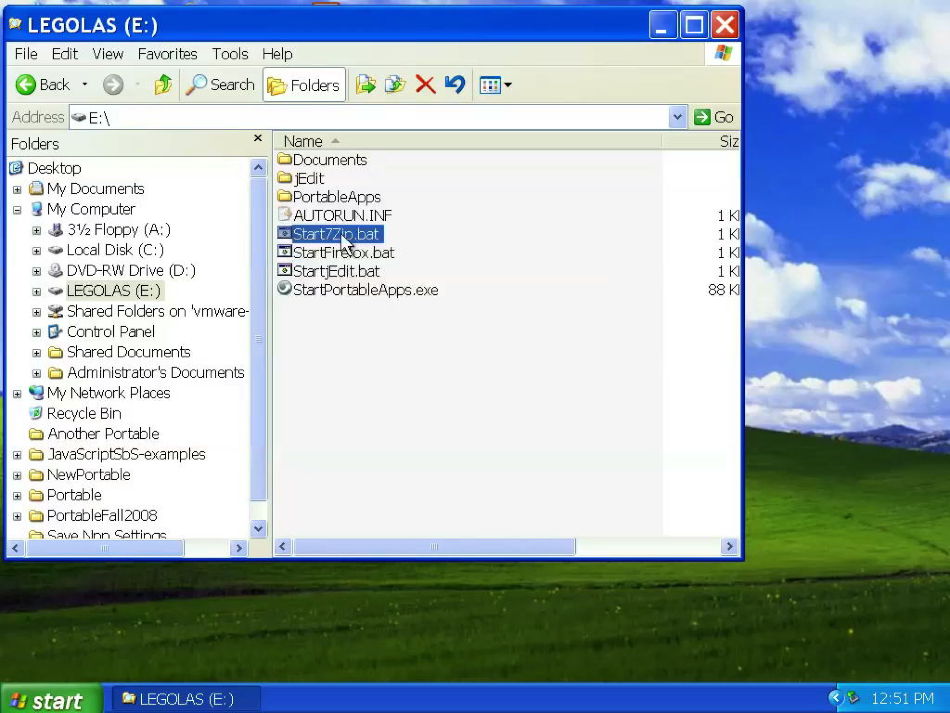 LEGOLAS (E:)
File Edit View Favorites Tools Help
Back Search Folders
Address E:\ Go
Folders
Desktop
My Documents
My Computer
3½ Floppy (A:)
Local Disk (C:)
DVD-RW Drive (D:)
LEGOLAS (E:)
Shared Folders on 'vmware-
Control Panel
Shared Documents
Administrator's Documents
My Network Places
Recycle Bin
Another Portable
JavaScriptSbS-examples
NewPortable
Portable
PortableFall2008
Save Npp Settings
Name Siz
Documents
jEdit
PortableApps
AUTORUN.INF 1 K
Start7Zip.bat 1 K
StartFirefox.bat 1 K
StartjEdit.bat 1 K
StartPortableApps.exe 88 K
start LEGOLAS (E:) 12:51 PM